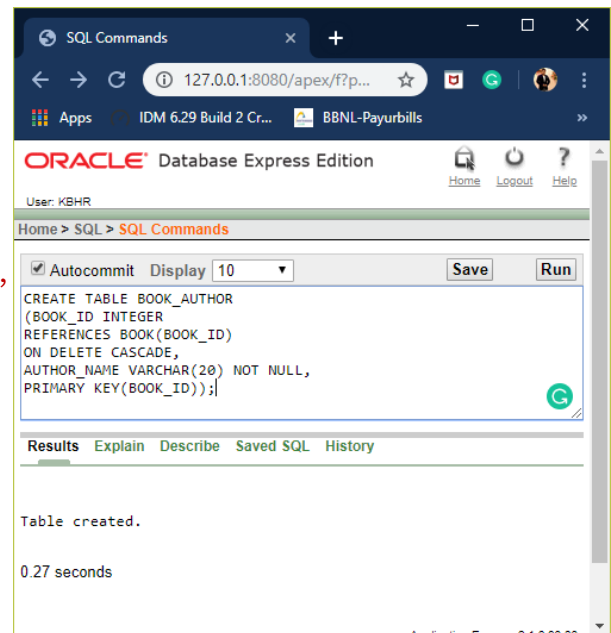 SQL Commands
127.0.0.1:8080/apex/f?p...
Apps IDM 6.29 Build 2 Cr... BBNL-Payurbills »
ORACLE Database Express Edition
Home Logout Help
User: KBHR
Home > SQL > SQL Commands
,
Autocommit Display 10 Save Run
CREATE TABLE BOOK_AUTHOR
(BOOK_ID INTEGER
REFERENCES BOOK(BOOK_ID)
ON DELETE CASCADE,
AUTHOR_NAME VARCHAR(20) NOT NULL,
PRIMARY KEY(BOOK_ID));
Results Explain Describe Saved SQL History
Table created.
0.27 seconds